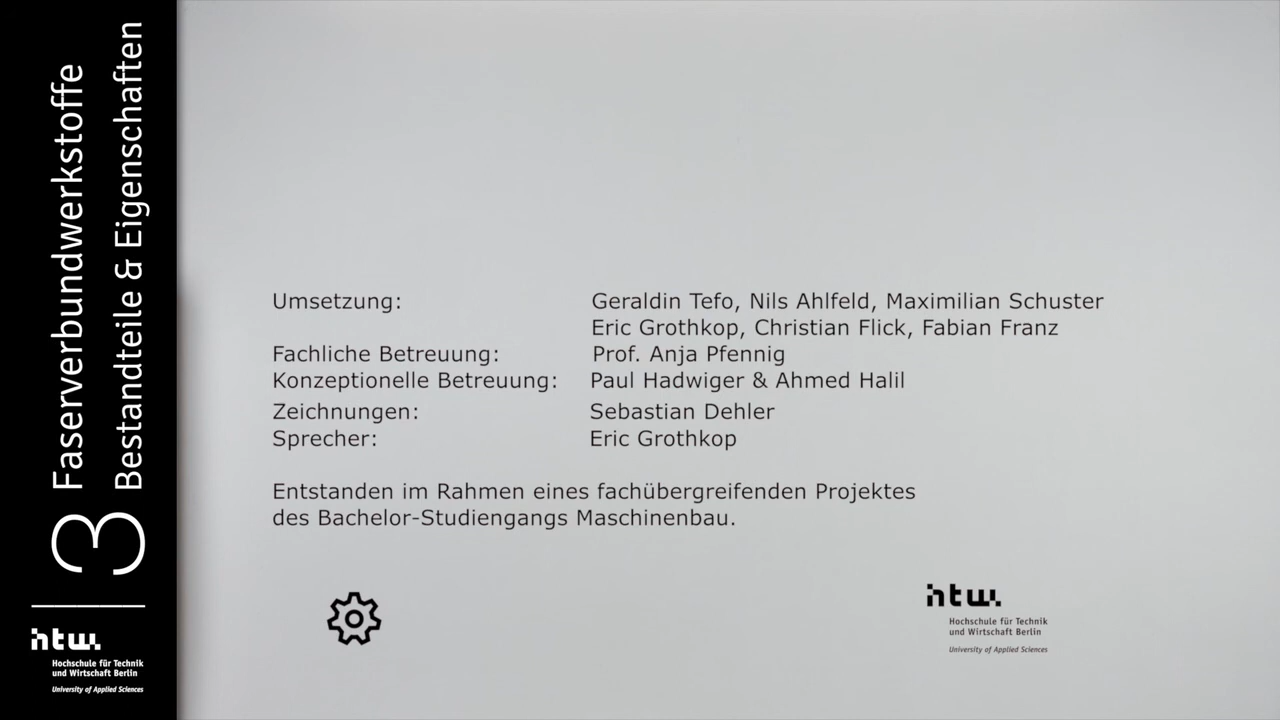 3 Faserverbundwerkstoffe
Bestandteile & Eigenschaften
htw.
Hochschule für Technik
und Wirtschaft Berlin
University of Applied Sciences
Umsetzung: Geraldin Tefo, Nils Ahlfeld, Maximilian Schuster
Eric Grothkop, Christian Flick, Fabian Franz
Fachliche Betreuung: Prof. Anja Pfennig
Konzeptionelle Betreuung: Paul Hadwiger & Ahmed Halil
Zeichnungen: Sebastian Dehler
Sprecher: Eric Grothkop
Entstanden im Rahmen eines fachübergreifenden Projektes
des Bachelor-Studiengangs Maschinenbau.
htw.
Hochschule für Technik
und Wirtschaft Berlin
University of Applied Sciences